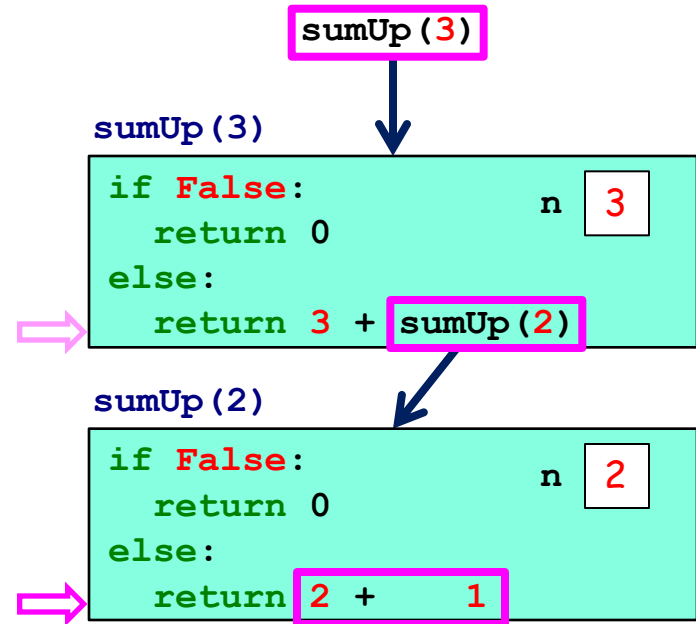 sumUp(3)
sumUp(3)
if False:
n 3
return 0
else:
return 3 + sumUp(2)
sumUp(2)
if False:
n 2
return 0
else:
return 2 + 1